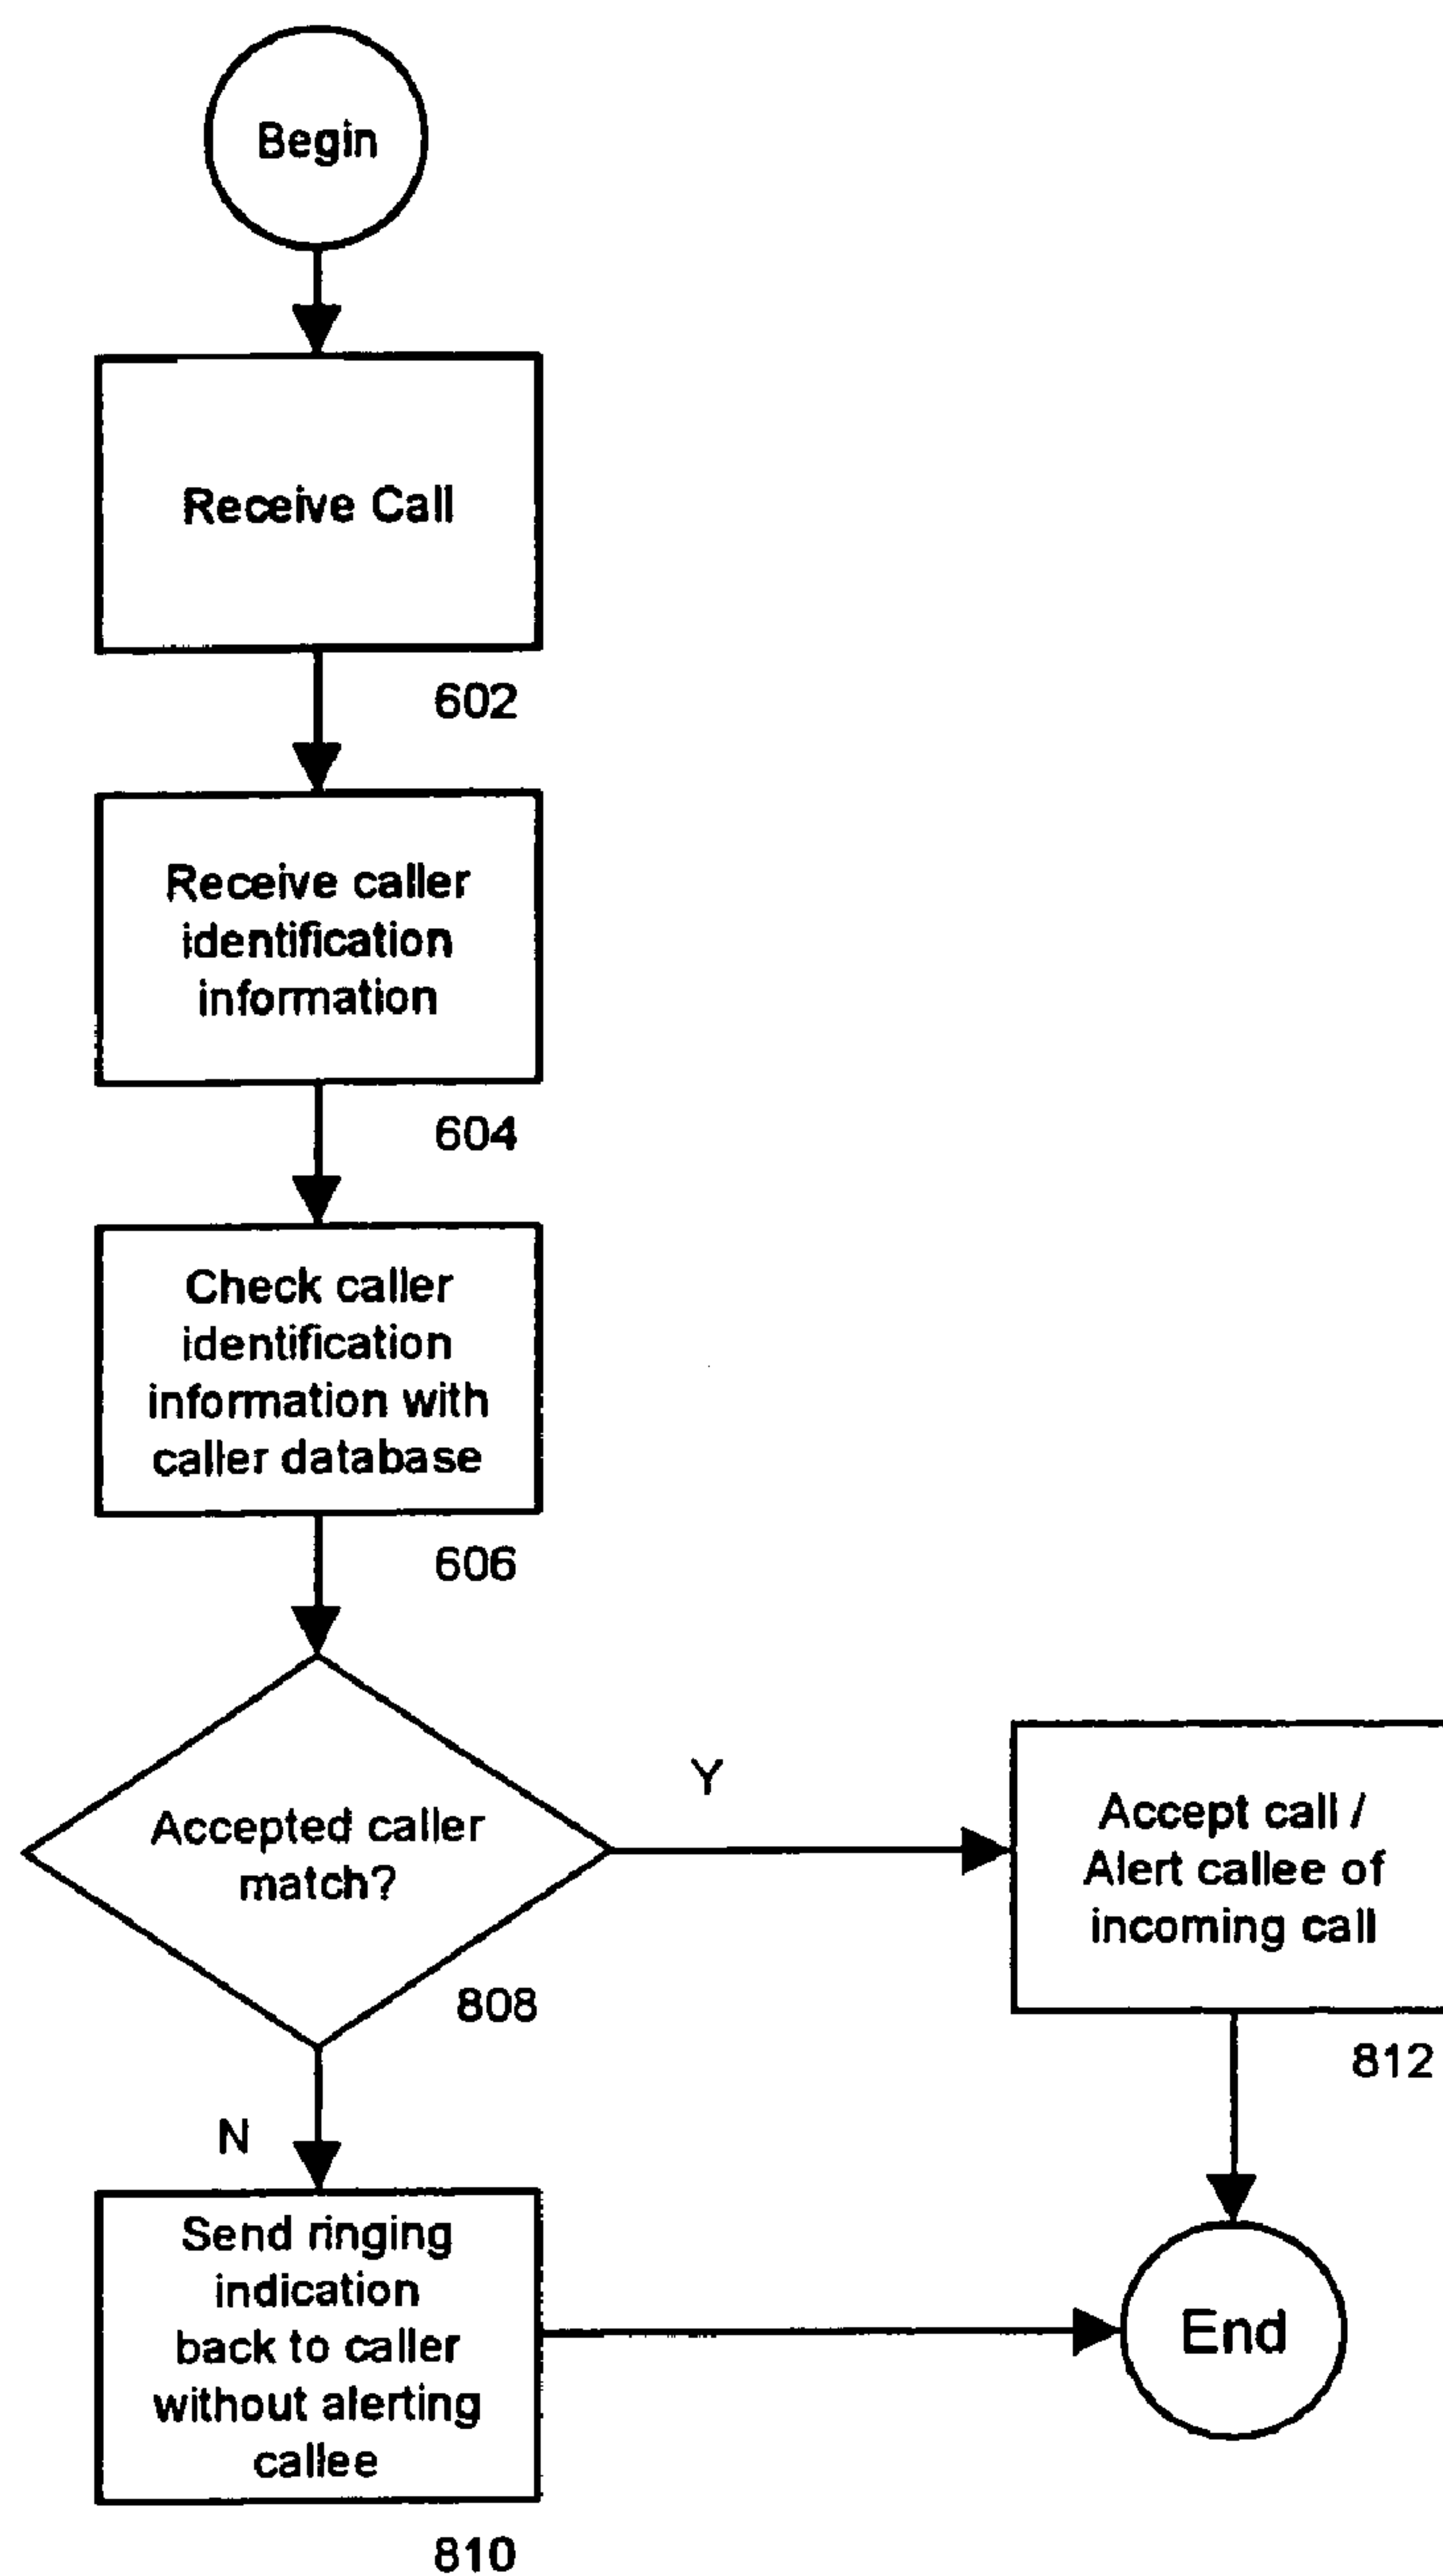 Begin
Receive Call
602
Receive caller
identification
information
604
Check caller
identification
information with
caller database
606
Accepted caller
match?
808
Y
Accept call /
Alert callee of
incoming call
812
N
Send ringing
indication
back to caller
without alerting
callee
810
End